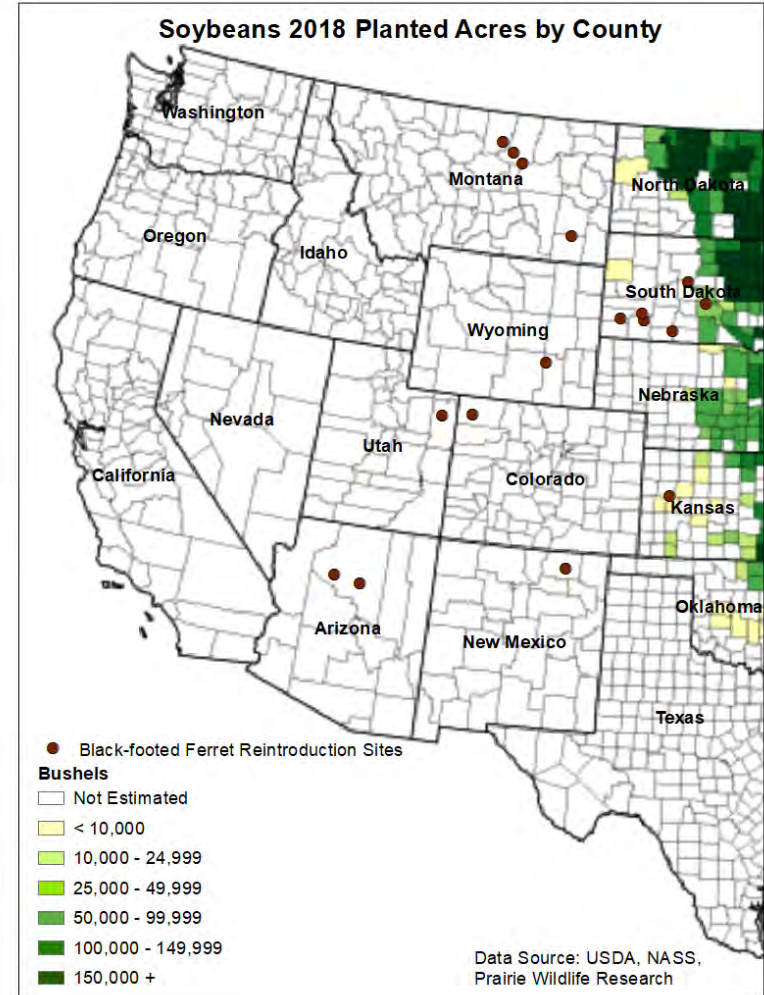 Soybeans 2018 Planted Acres by County
Washington
Montana
North Dakota
Oregon
Idaho
South Dakota
Wyoming
Nebraska
Nevada
Utah
Colorado
California
Kansas
Oklahoma
Arizona
New Mexico
Texas
Black-footed Ferret Reintroduction Sites
Bushels
Not Estimated
< 10,000
10,000 - 24,999
25,000 - 49,999
50,000 - 99,999
100,000 - 149,999
150,000 +
Data Source: USDA, NASS,
Prairie Wildlife Research